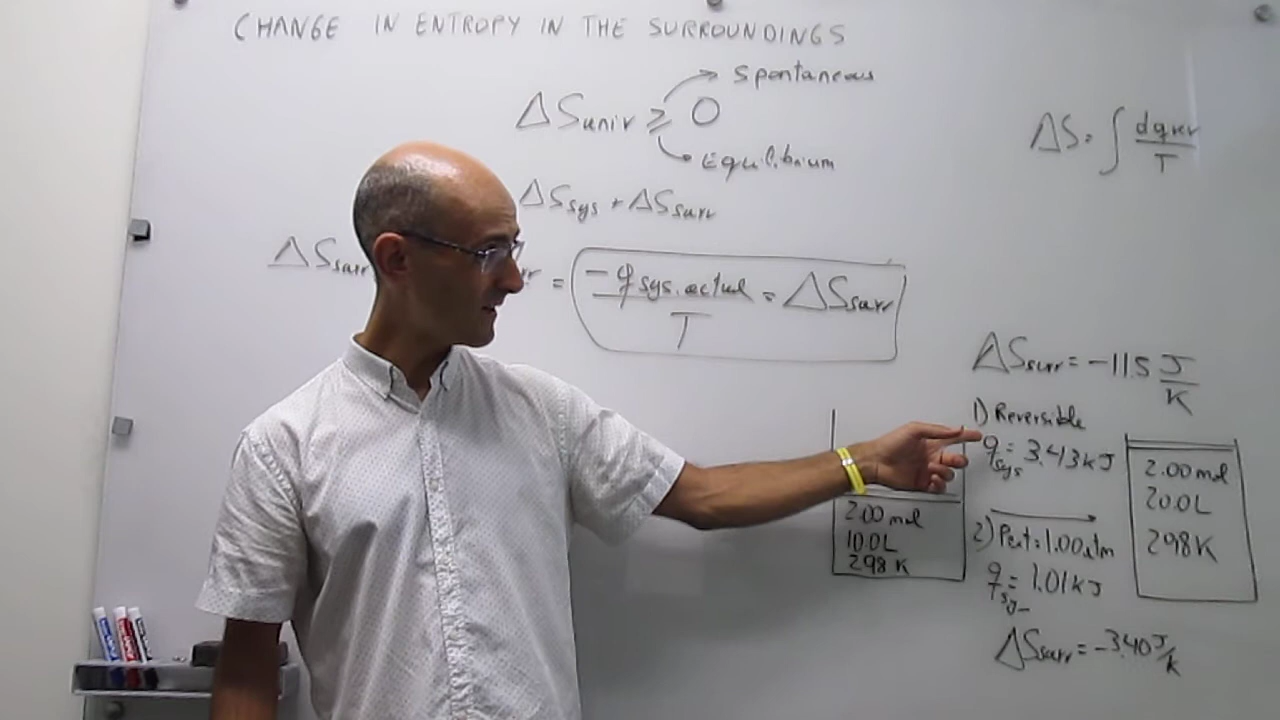 CHANGE IN ENTROPY IN THE SURROUNDINGS
Spontaneous
ΔSuniv ≥ 0
Equilibrium
ΔS = ∫ dqrev/T
ΔSsys + ΔSsurr
ΔSsurr
= -qsys,actual/T = ΔSsurr
ΔSsurr = -11.5 J/K
1) Reversible
qsys = 3.43 kJ
2.00 mol
10.0L
298 K
2) Pext = 1.00 atm
qsys = 1.01 kJ
ΔSsurr = -3.40 J/K
2.00 mol
20.0L
298 K